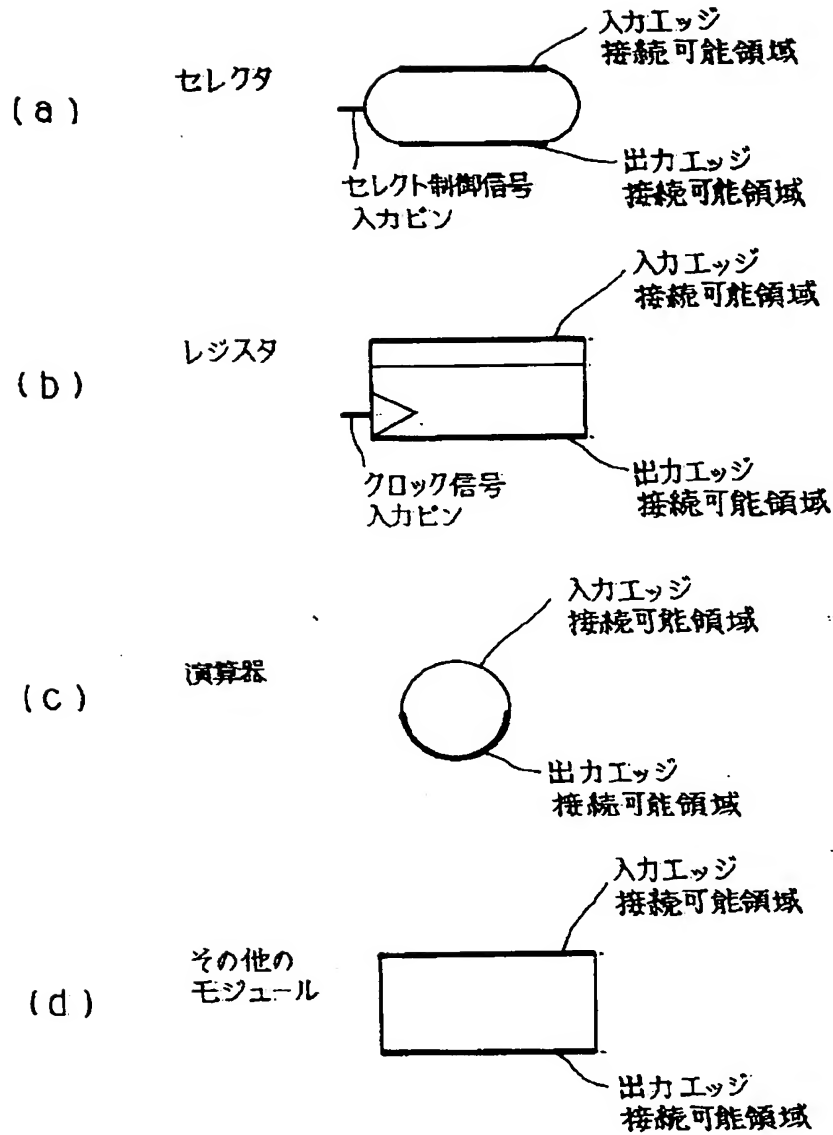 (a)
セレクタ
入力エッジ
接続可能領域
出力エッジ
接続可能領域
セレクト制御信号
入力ピン
(b)
レジスタ
入力エッジ
接続可能領域
出力エッジ
接続可能領域
クロック信号
入力ピン
(c)
演算器
入力エッジ
接続可能領域
出力エッジ
接続可能領域
(d)
その他の
モジュール
入力エッジ
接続可能領域
出力エッジ
接続可能領域